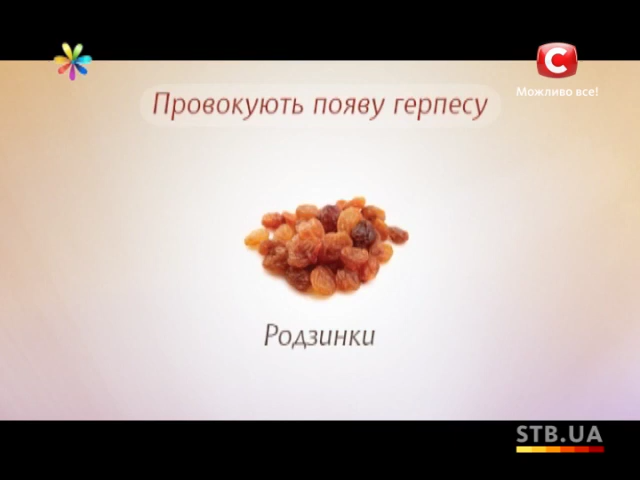 С
Можливо все!
Провокують появу герпесу
Родзинки
STB.UA